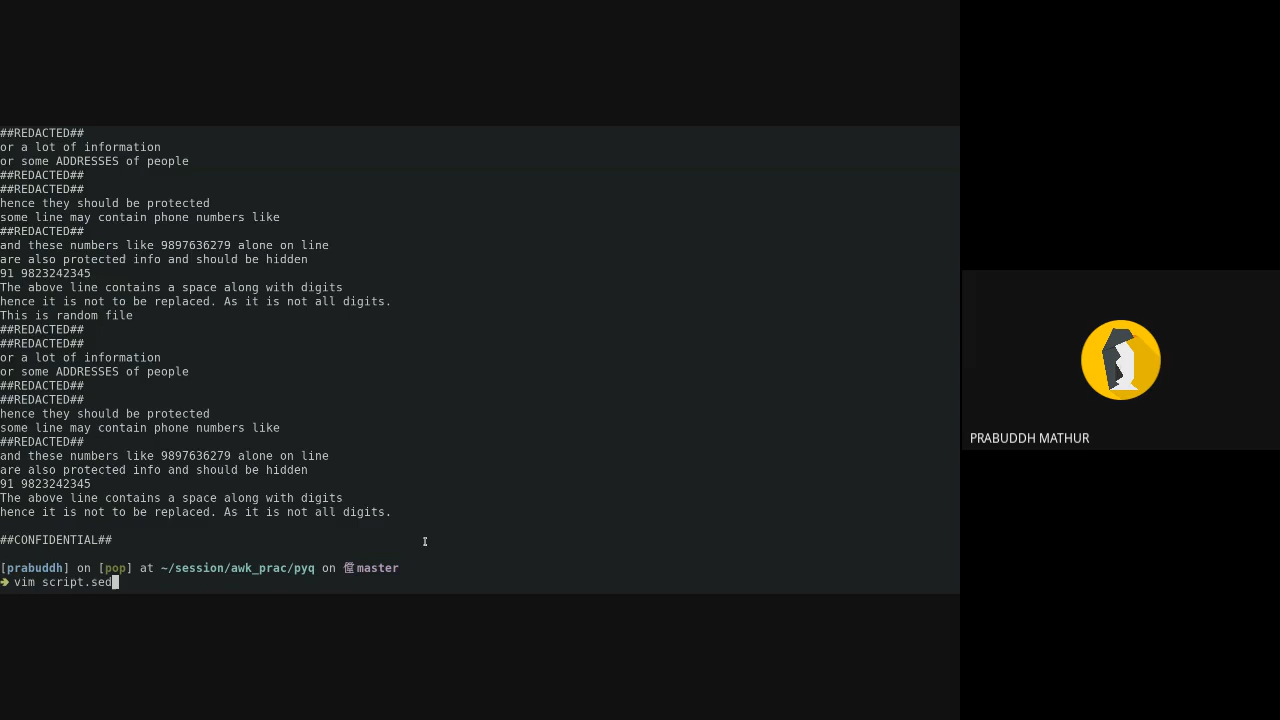 ##REDACTED##
or a lot of information
or some ADDRESSES of people
##REDACTED##
##REDACTED##
hence they should be protected
some line may contain phone numbers like
##REDACTED##
and these numbers like 9897636279 alone on line
are also protected info and should be hidden
91 9823242345
The above line contains a space along with digits
hence it is not to be replaced. As it is not all digits.
This is random file
##REDACTED##
##REDACTED##
or a lot of information
or some ADDRESSES of people
##REDACTED##
##REDACTED##
hence they should be protected
some line may contain phone numbers like
##REDACTED##
and these numbers like 9897636279 alone on line
are also protected info and should be hidden
91 9823242345
The above line contains a space along with digits
hence it is not to be replaced. As it is not all digits.
##CONFIDENTIAL##
[prabuddh] on [pop] at ~/session/awk_prac/pyq on master
➜ vim script.sed
PRABUDDH MATHUR